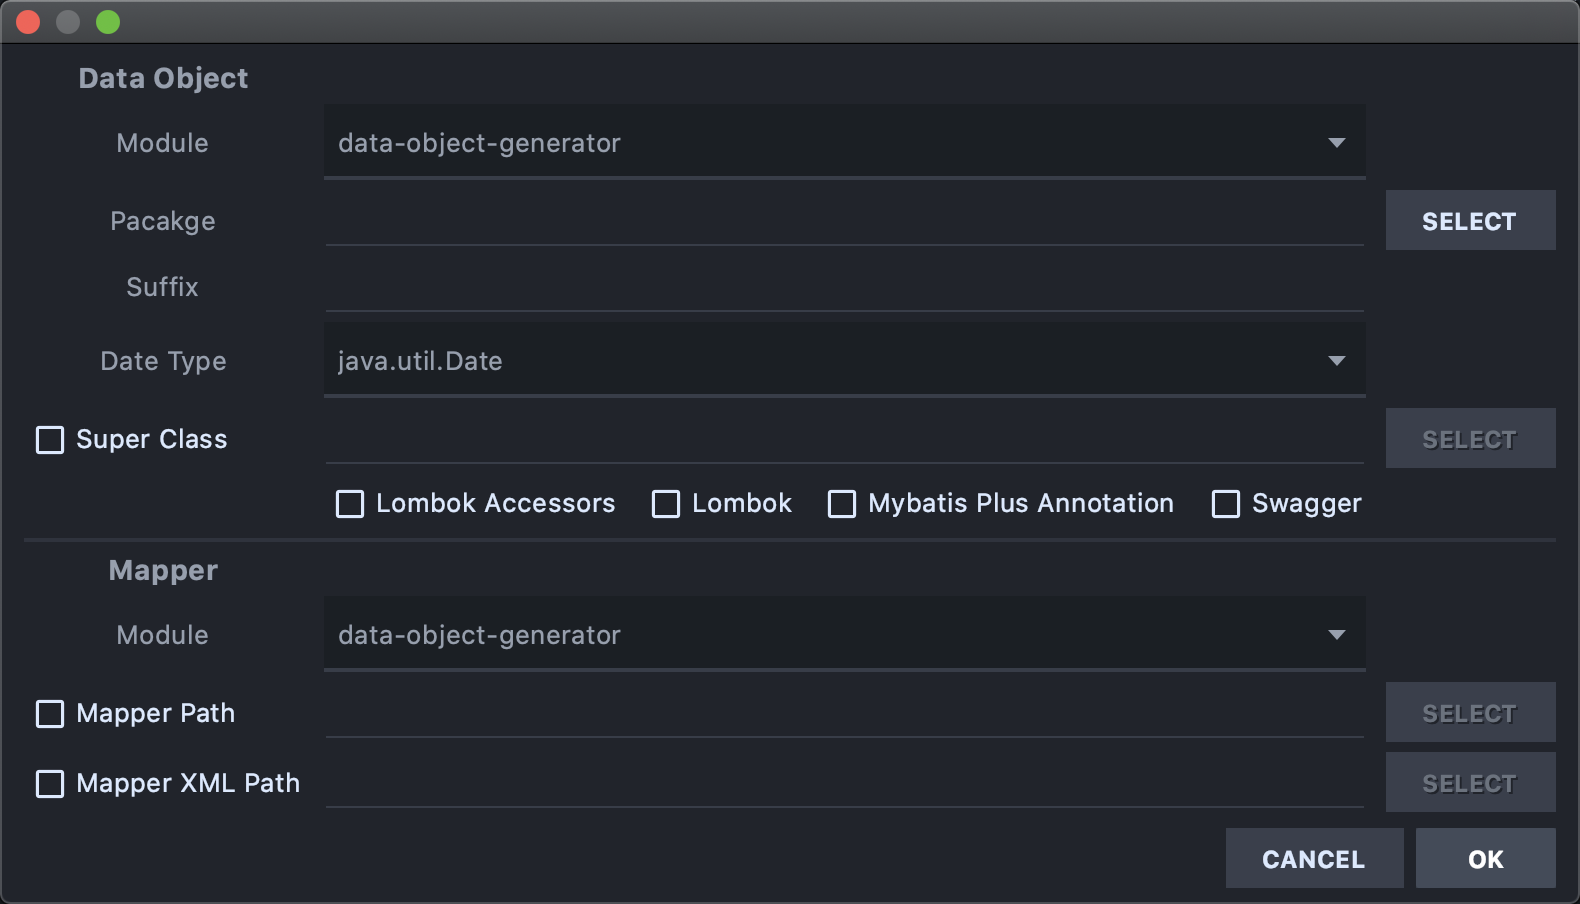 Data Object
Module data-object-generator
Pacakge SELECT
Suffix
Date Type java.util.Date
Super Class SELECT
Lombok Accessors Lombok Mybatis Plus Annotation Swagger
Mapper
Module data-object-generator
Mapper Path SELECT
Mapper XML Path SELECT
CANCEL OK